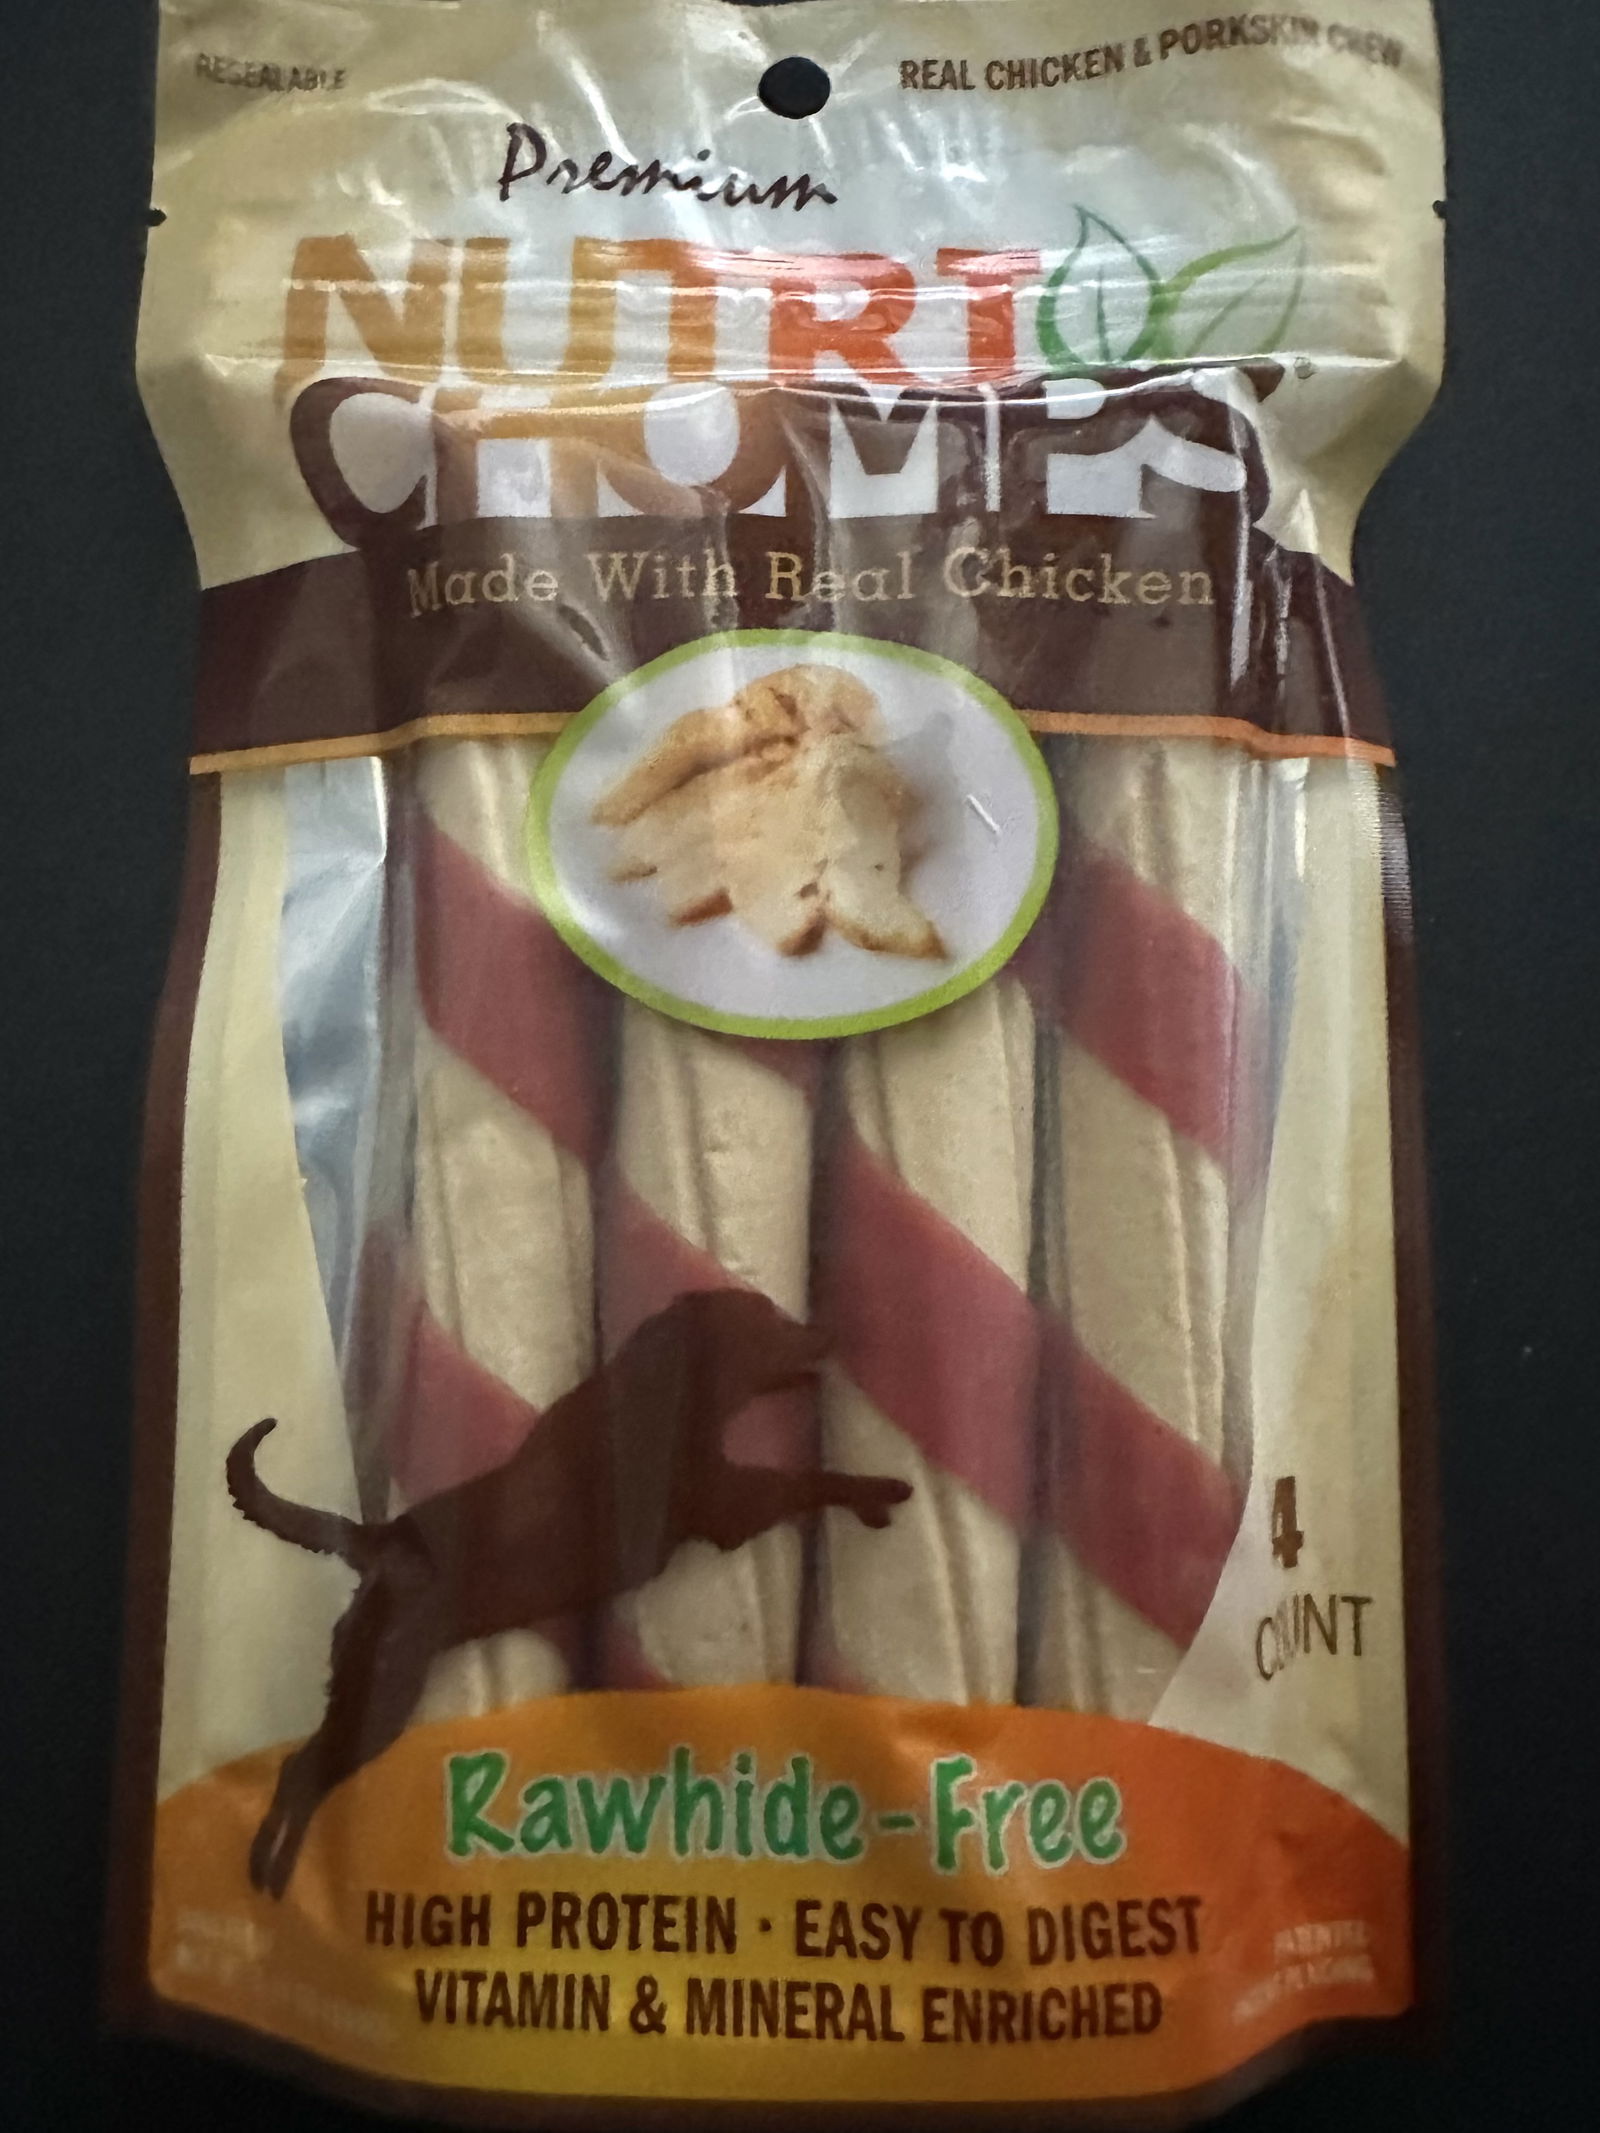 RESEALABLE
REAL CHICKEN & PORKSKIN CHEW
Premium
NUTRI
CHOMPS
®
Made With Real Chicken
4
COUNT
Rawhide-Free
HIGH PROTEIN · EASY TO DIGEST
VITAMIN & MINERAL ENRICHED